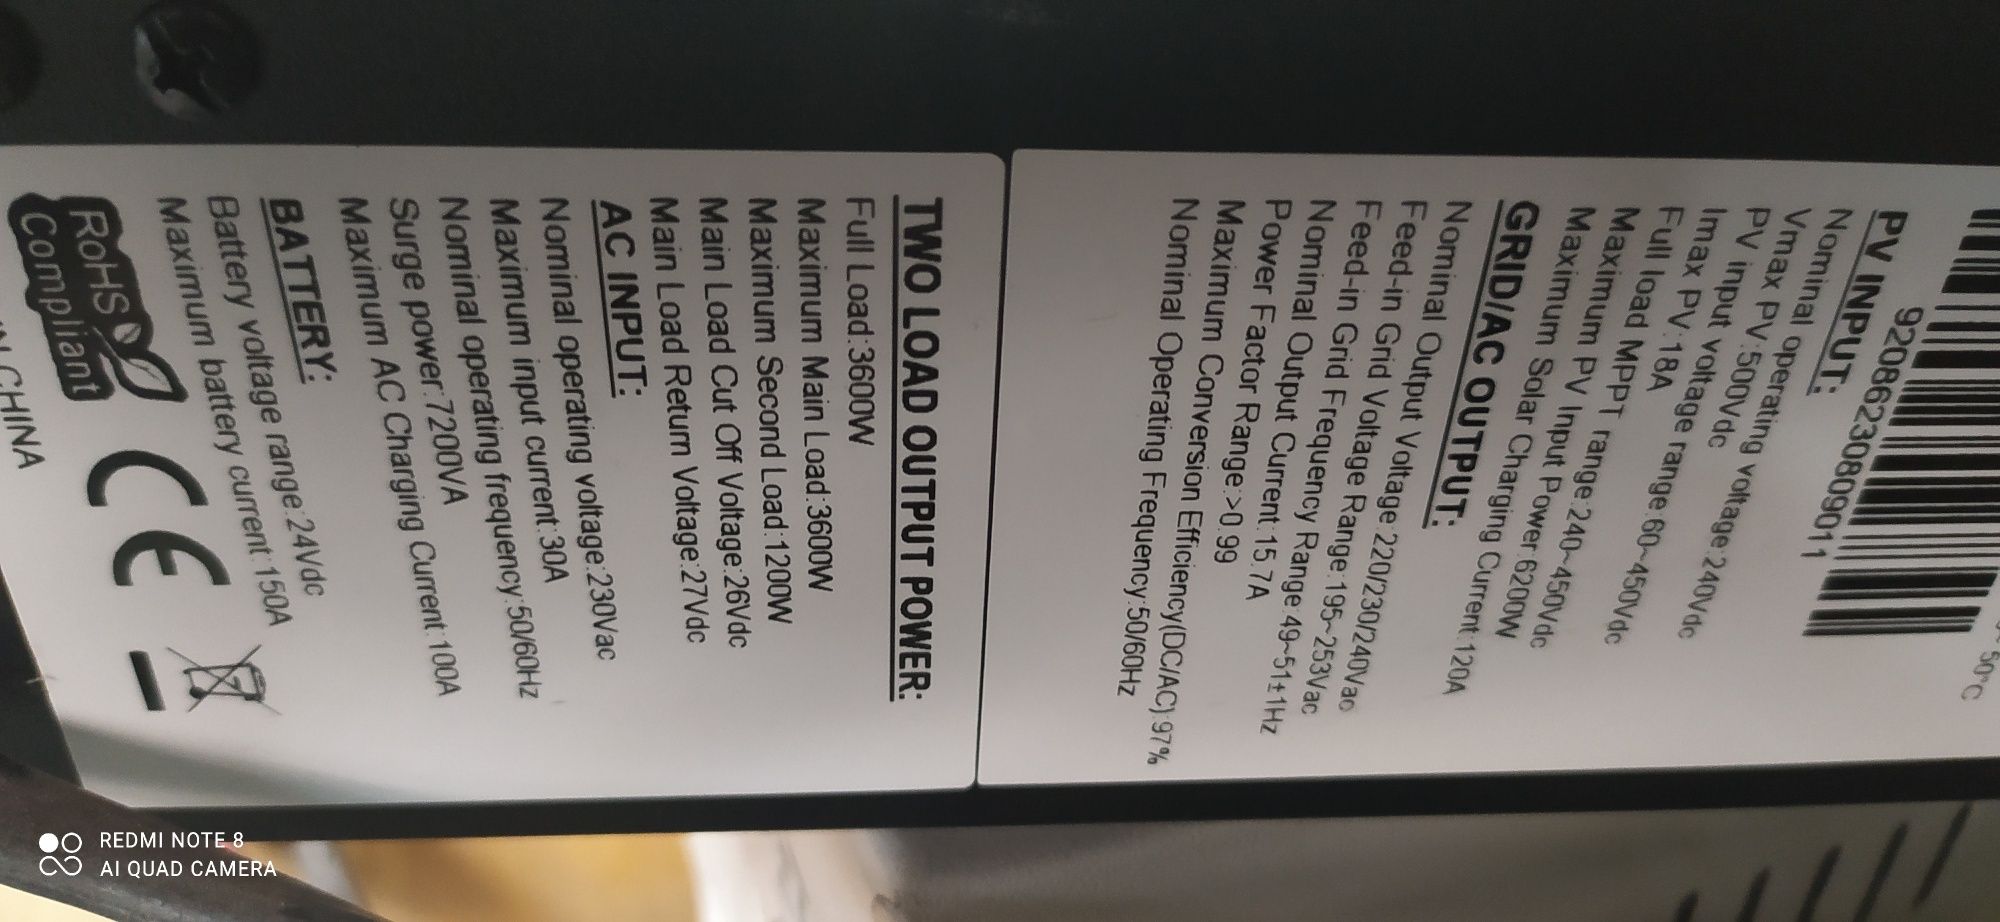 50°C
92086230809011
PV INPUT:
Nominal operating voltage:240Vdc
Vmax PV:500Vdc
PV input voltage range:60~450Vdc
Imax PV:18A
Full load MPPT range:240~450Vdc
Maximum PV Input Power:6200W
Maximum Solar Charging Current:120A
GRID/AC OUTPUT:
Nominal Output Voltage:220/230/240Vac
Feed-in Grid Voltage Range:195~253Vac
Feed-in Grid Frequency Range:49~51±1Hz
Nominal Output Current:15.7A
Power Factor Range:>0.99
Maximum Conversion Efficiency(DC/AC):97%
Nominal Operating Frequency:50/60Hz
TWO LOAD OUTPUT POWER:
Full Load:3600W
Maximum Main Load:3600W
Maximum Second Load:1200W
Main Load Cut Off Voltage:26Vdc
Main Load Return Voltage:27Vdc
AC INPUT:
Nominal operating voltage:230Vac
Maximum input current:30A
Nominal operating frequency:50/60Hz
Surge power:7200VA
Maximum AC Charging Current:100A
BATTERY:
Battery voltage range:24Vdc
Maximum battery current:150A
RoHS
Compliant
CE
IN CHINA
REDMI NOTE 8
AI QUAD CAMERA